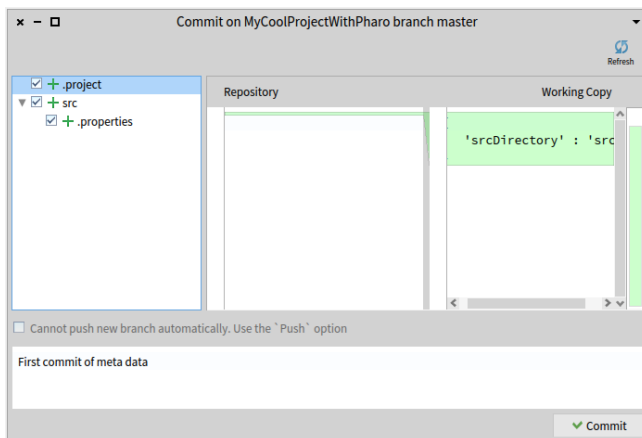 Commit on MyCoolProjectWithPharo branch master
Refresh
.project
src
.properties
Repository
Working Copy
'srcDirectory' : 'src
Cannot push new branch automatically. Use the `Push` option
First commit of meta data
Commit